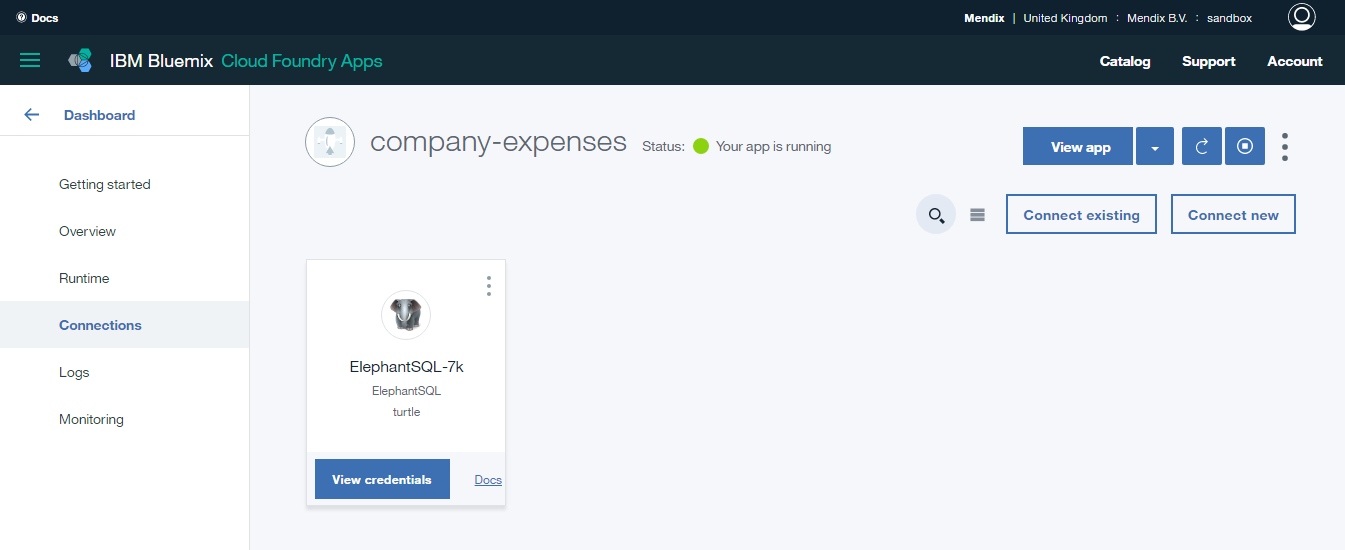 Docs
Mendix | United Kingdom : Mendix B.V. : sandbox
IBM Bluemix Cloud Foundry Apps
Catalog Support Account
Dashboard
company-expenses Status: Your app is running
View app
Getting started
Overview
Connect existing Connect new
Runtime
Connections
Logs
Monitoring
ElephantSQL-7k
ElephantSQL
turtle
View credentials Docs